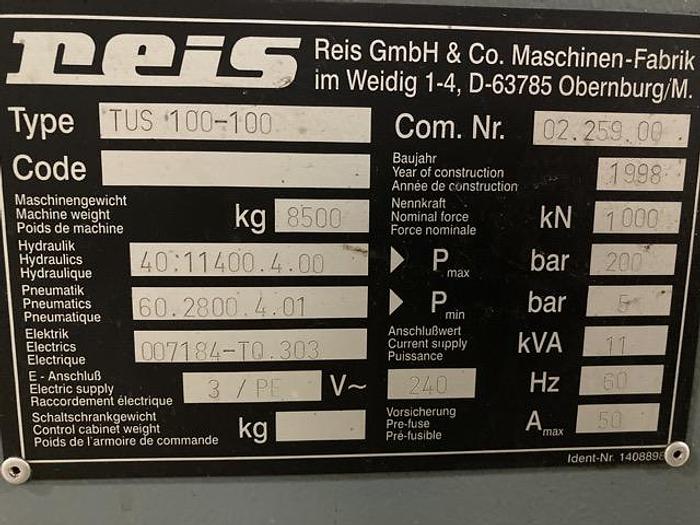 reis
Reis GmbH & Co. Maschinen-Fabrik
im Weidig 1-4, D-63785 Obernburg/M.
Type TUS 100-100 Com. Nr. 02.259.00
Code
Baujahr
Year of construction 1998
Année de construction
Maschinengewicht
Machine weight kg 8500
Poids de machine
Nennkraft
Nominal force kN 1000
Force nominale
Hydraulik
Hydraulics 40.11400.4.00 P max bar 200
Hydraulique
Pneumatik
Pneumatics 60.2800.4.01 P min bar 5
Pneumatique
Elektrik
Electrics 007184-TQ.303
Electrique
Anschlußwert
Current supply kVA 11
Puissance
E - Anschluß
Electric supply 3 / PE V~ 240 Hz 60
Raccordement électrique
Schaltschrankgewicht
Control cabinet weight kg
Poids de l'armoire de commande
Vorsicherung
Pre-fuse A max 50
Pré-fusible
Ident-Nr. 1408898